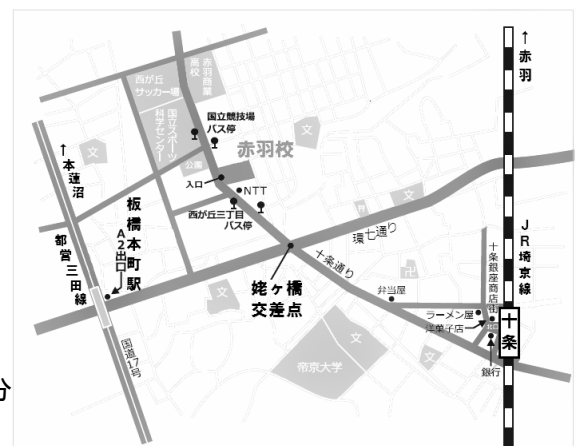 ↑赤羽
赤羽商業
高校
西が丘
サッカー場
国立スポーツ
科学センター
国立競技場
バス停
文
赤羽校
公園
入口
NTT
文
↑本蓮沼
西が丘三丁目
バス停
文
環七通り
板橋本町駅
A2出口
都営三田線
十条通り
JR埼京線
十条銀座商店街
姥ヶ橋
交差点
卍
弁当屋
文
ラーメン屋
洋菓子店
十条
銀行
国道17号
文
帝京大学
文
分